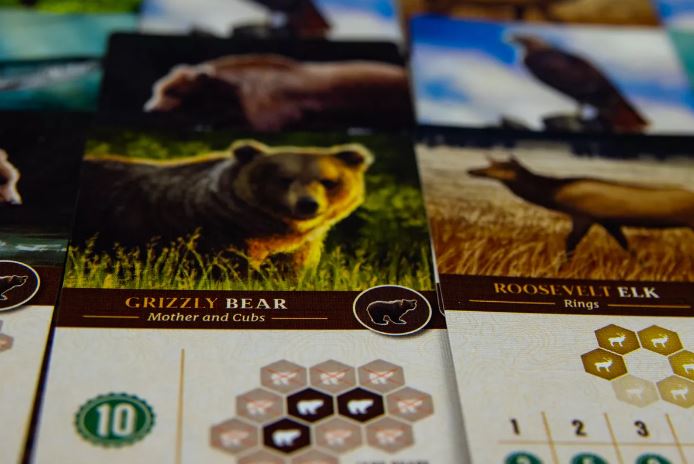 GRIZZLY BEAR
Mother and Cubs
10
ROOSEVELT ELK
Rings
1 2 3